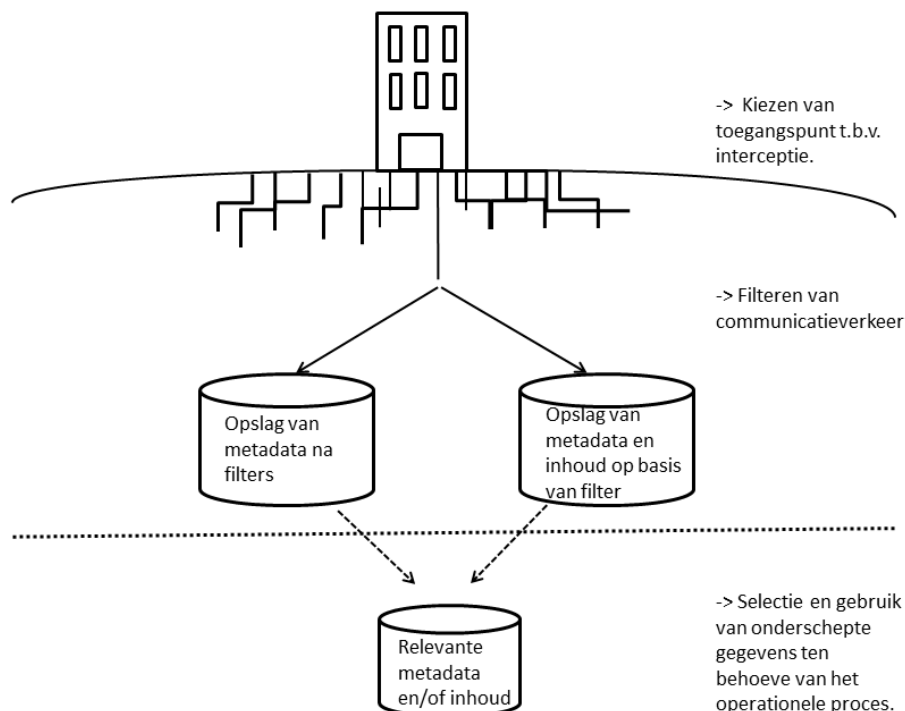 -> Kiezen van
toegangspunt t.b.v.
interceptie.
-> Filteren van
communicatieverkeer
Opslag van
metadata na
filters
Opslag van
metadata en
inhoud op basis
van filter
Relevante
metadata
en/of inhoud
-> Selectie en gebruik
van onderschepte
gegevens ten
behoeve van het
operationele proces.